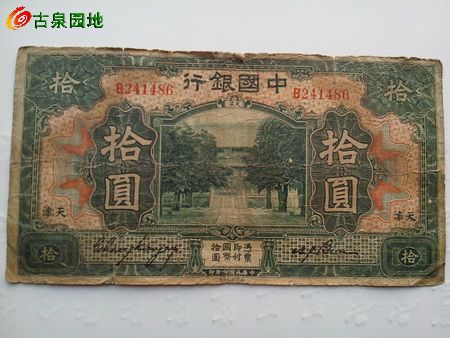 古泉园地
拾 行銀國中 拾
B241486 B241486
拾圓 拾圓
津天 津天
拾 拾
憑票
即付
國幣
拾圓